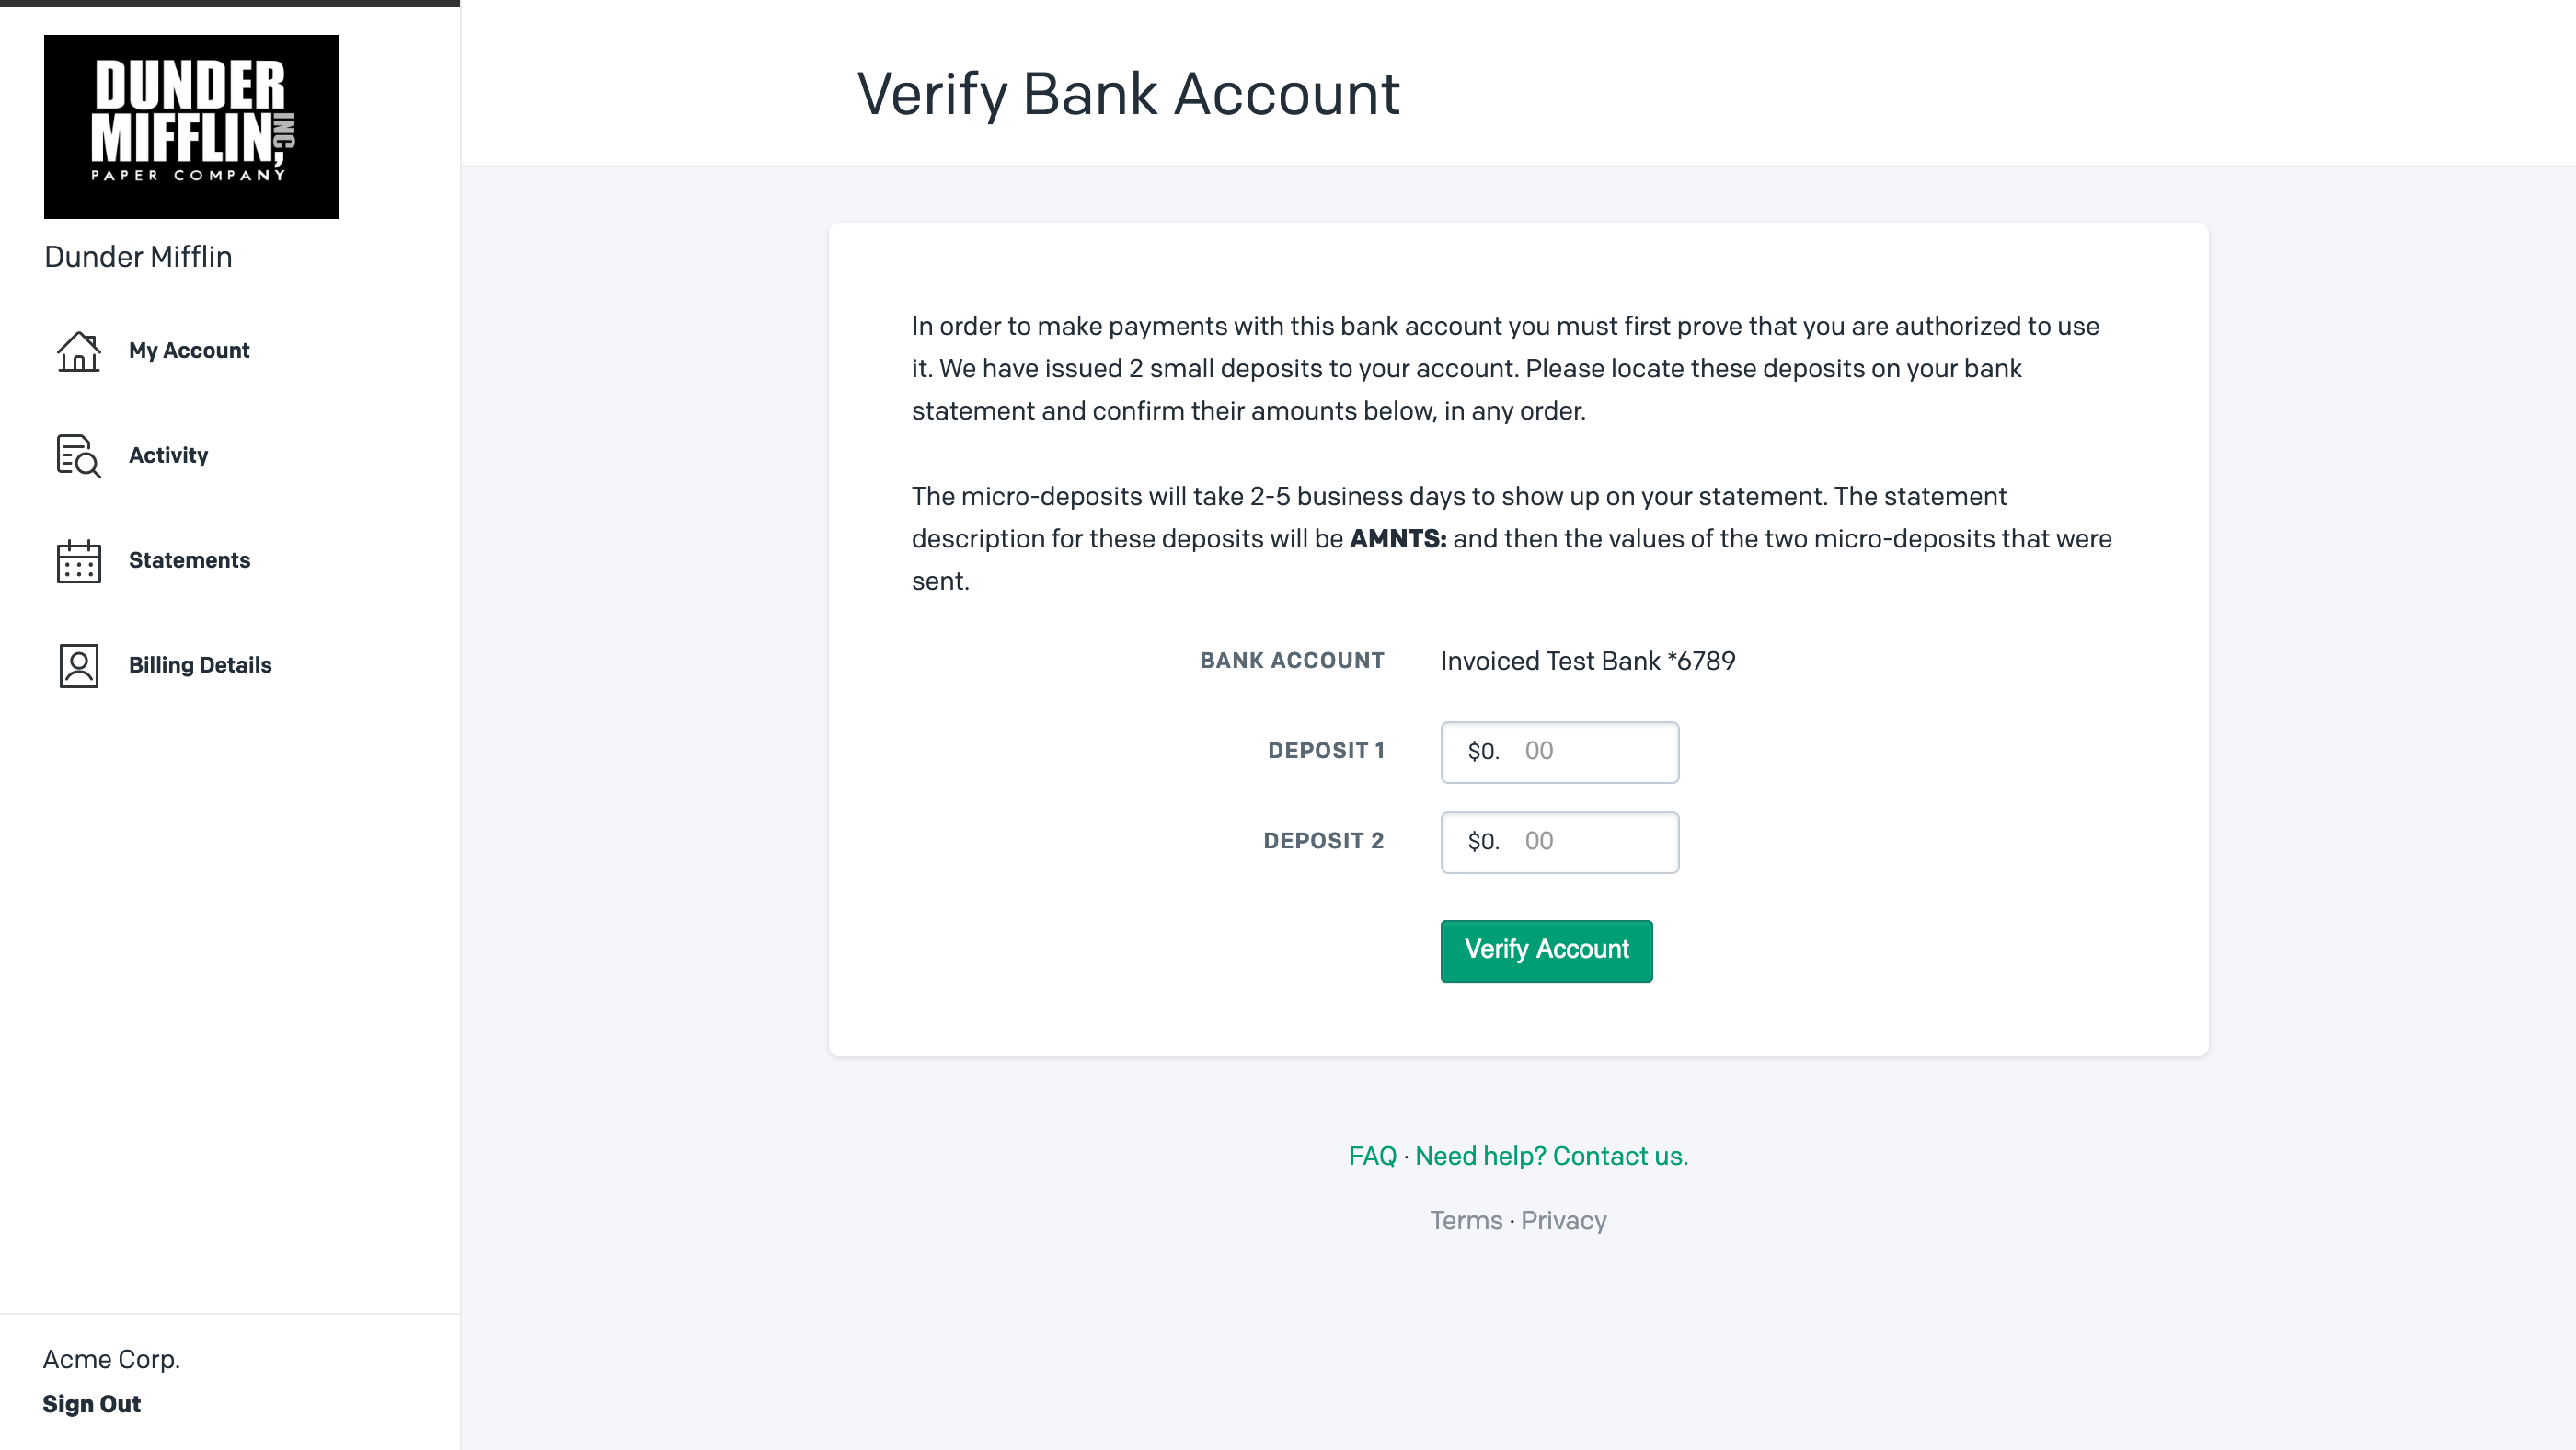 DUNDER
MIFFLIN, INC
PAPER COMPANY
Dunder Mifflin
My Account
Activity
Statements
Billing Details
Acme Corp.
Sign Out
Verify Bank Account
In order to make payments with this bank account you must first prove that you are authorized to use
it. We have issued 2 small deposits to your account. Please locate these deposits on your bank
statement and confirm their amounts below, in any order.
The micro-deposits will take 2-5 business days to show up on your statement. The statement
description for these deposits will be AMNTS: and then the values of the two micro-deposits that were
sent.
BANK ACCOUNT Invoiced Test Bank *6789
DEPOSIT 1 $0. 00
DEPOSIT 2 $0. 00
Verify Account
FAQ · Need help? Contact us.
Terms · Privacy